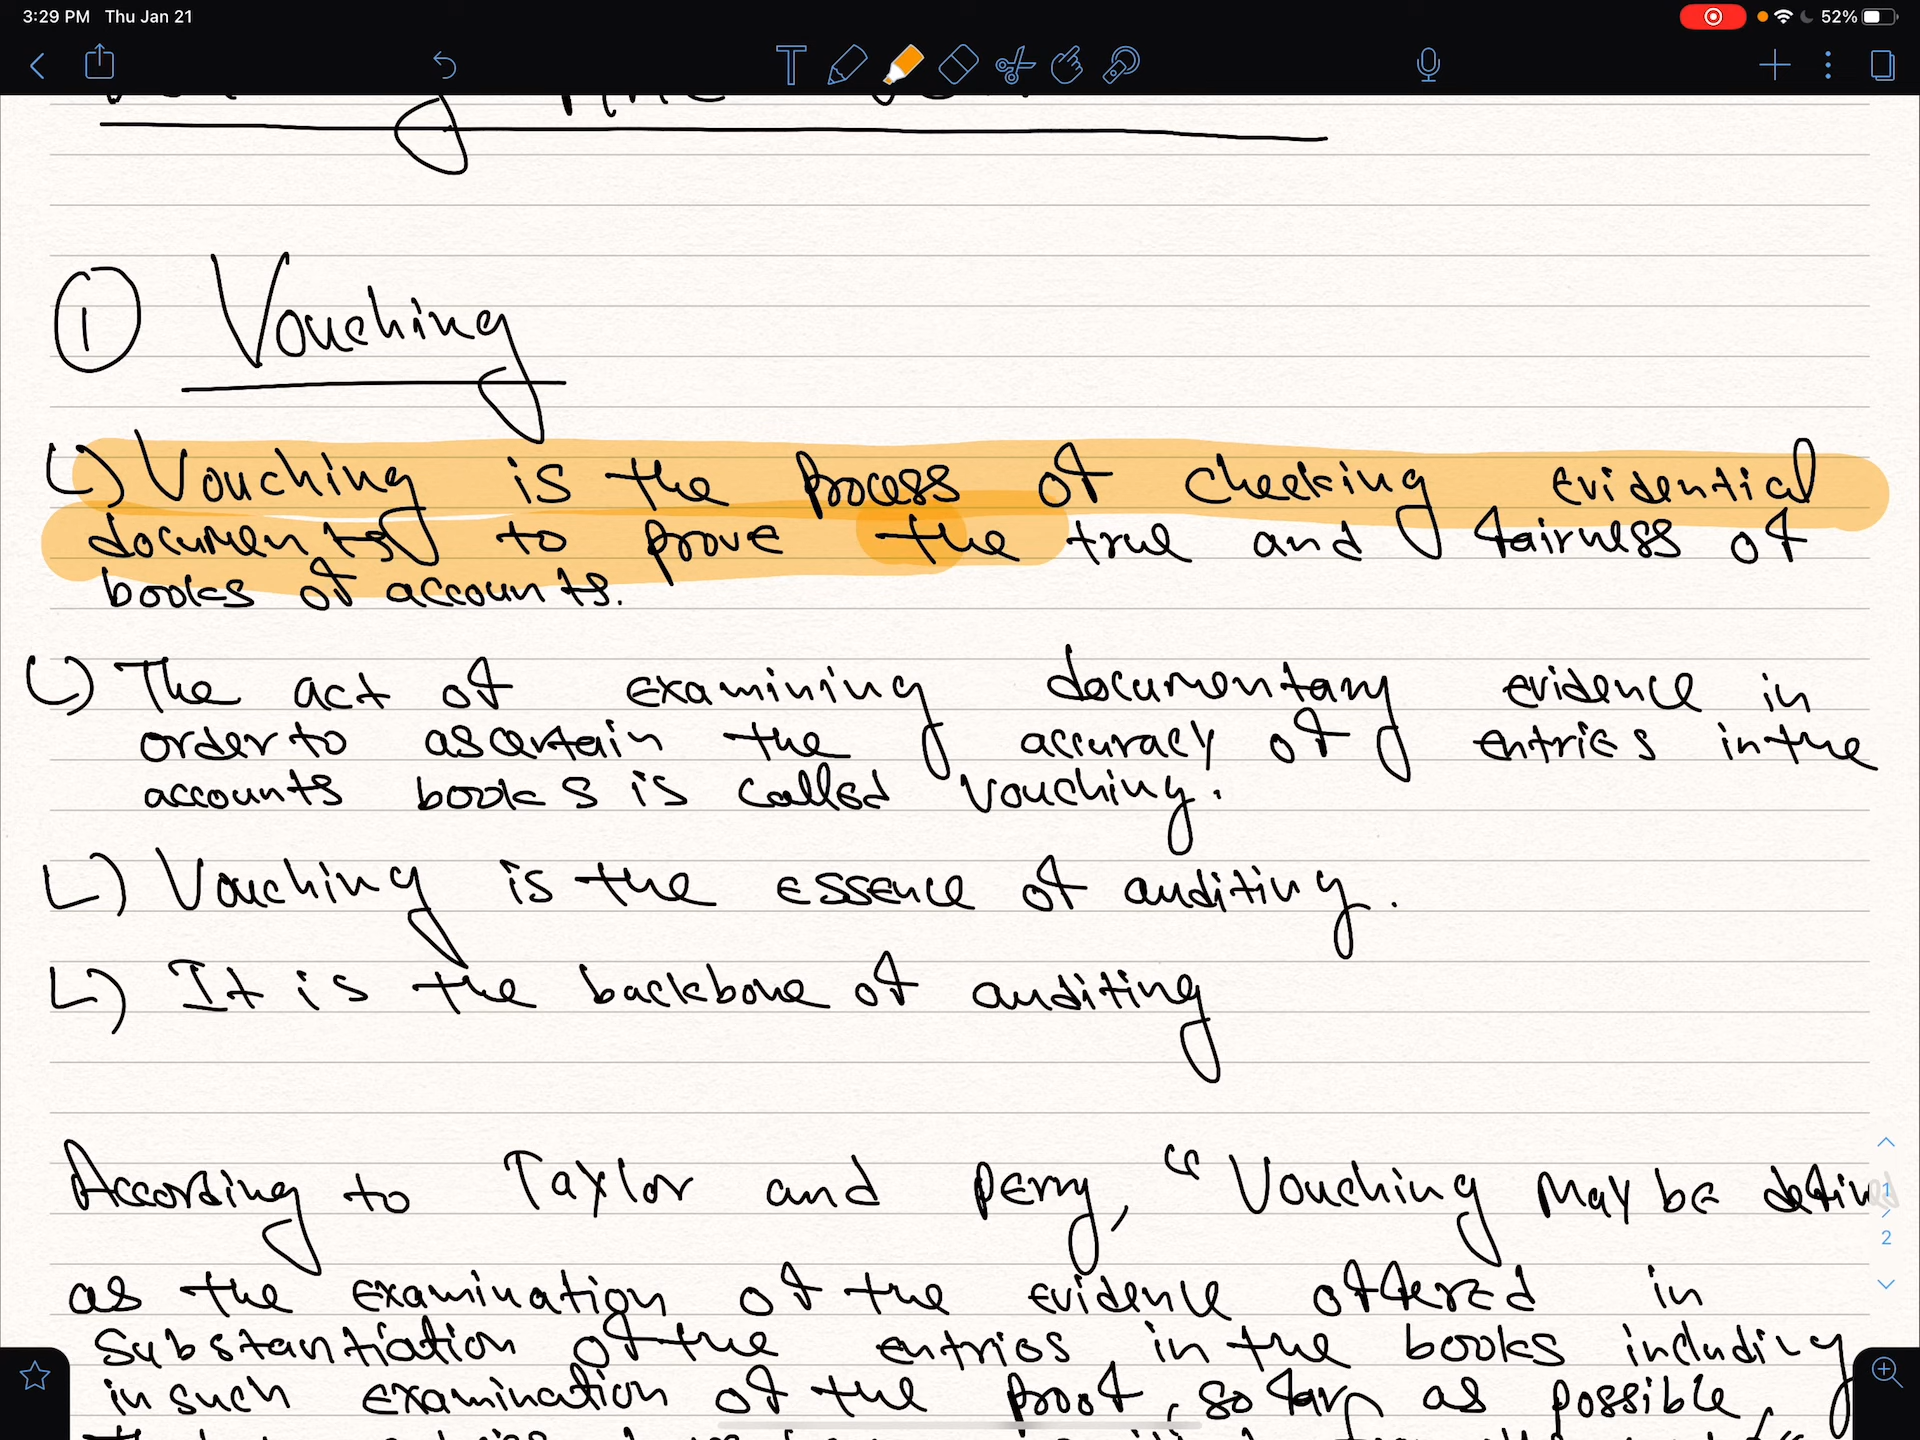 3:29 PM Thu Jan 21
52%
① Vouching
↳) Vouching is the process of checking evidential
documents to prove the true and fairness of
books of accounts.
↳) The act of examining documentary evidence in
order to ascertain the accuracy of entries in the
accounts books is called vouching.
↳) Vouching is the essence of auditing.
↳) It is the backbone of auditing
According to Taylor and Perry, "Vouching may be defin
1
2
as the examination of the evidence offered in
substantiation of the entries in the books including
in such examination of the proof, so far as possible,